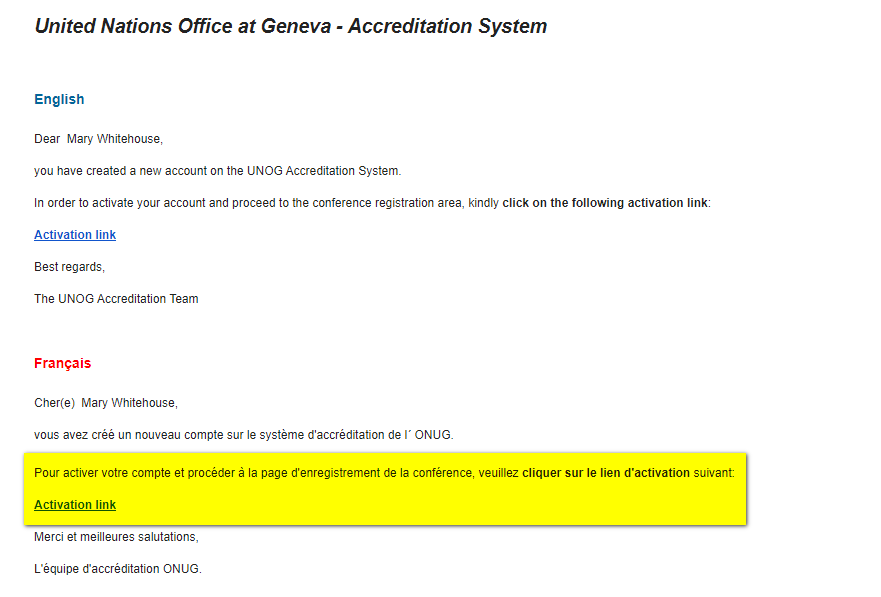 United Nations Office at Geneva - Accreditation System
English
Dear  Mary Whitehouse,
you have created a new account on the UNOG Accreditation System.
In order to activate your account and proceed to the conference registration area, kindly click on the following activation link:
Activation link
Best regards,
The UNOG Accreditation Team
Français
Cher(e)  Mary Whitehouse,
vous avez créé un nouveau compte sur le système d'accréditation de l´ ONUG.
Pour activer votre compte et procéder à la page d'enregistrement de la conférence, veuillez cliquer sur le lien d'activation suivant:
Activation link
Merci et meilleures salutations,
L'équipe d'accréditation ONUG.